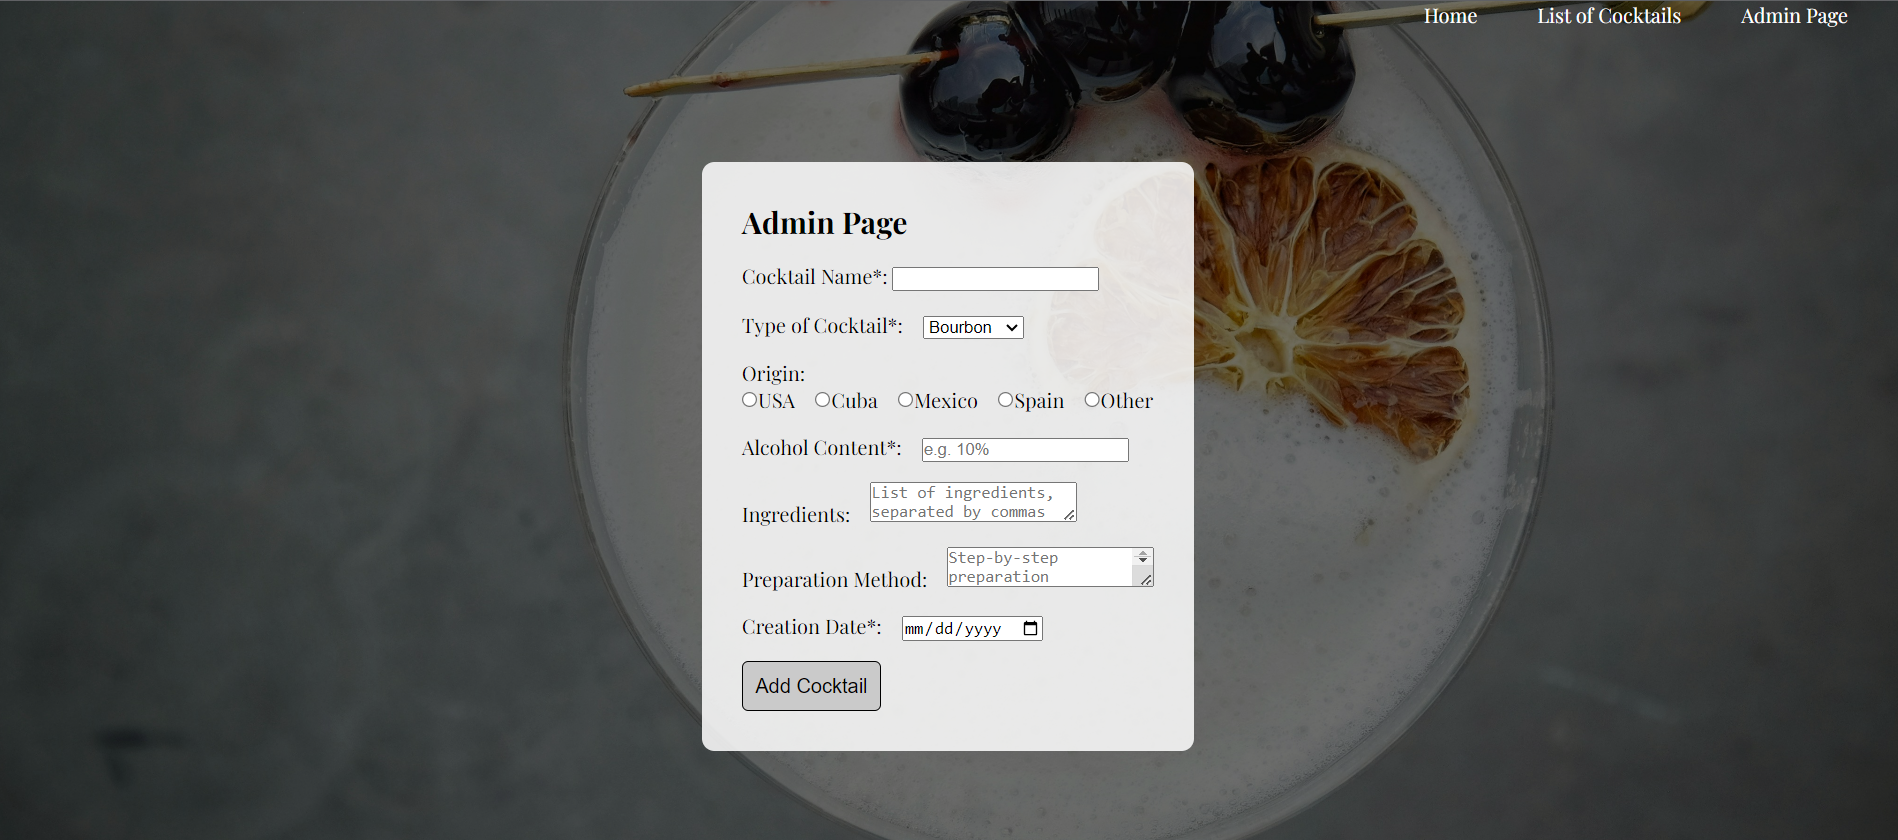 Home List of Cocktails Admin Page
Admin Page
Cocktail Name*:
Type of Cocktail*: Bourbon
Origin:
USA Cuba Mexico Spain Other
Alcohol Content*: e.g. 10%
Ingredients: List of ingredients,
separated by commas
Preparation Method: Step-by-step
preparation
Creation Date*: mm/dd/yyyy
Add Cocktail